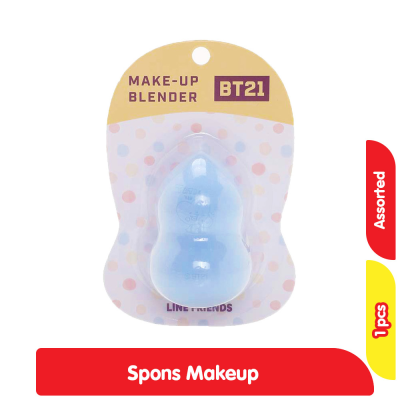 MAKE-UP
BLENDER
BT21
LINE FRIENDS
Assorted
1pcs
Spons Makeup